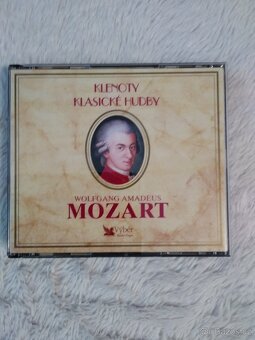 KLENOTY
KLASICKÉ HUDBY
WOLFGANG AMADEUS
MOZART
Výběr